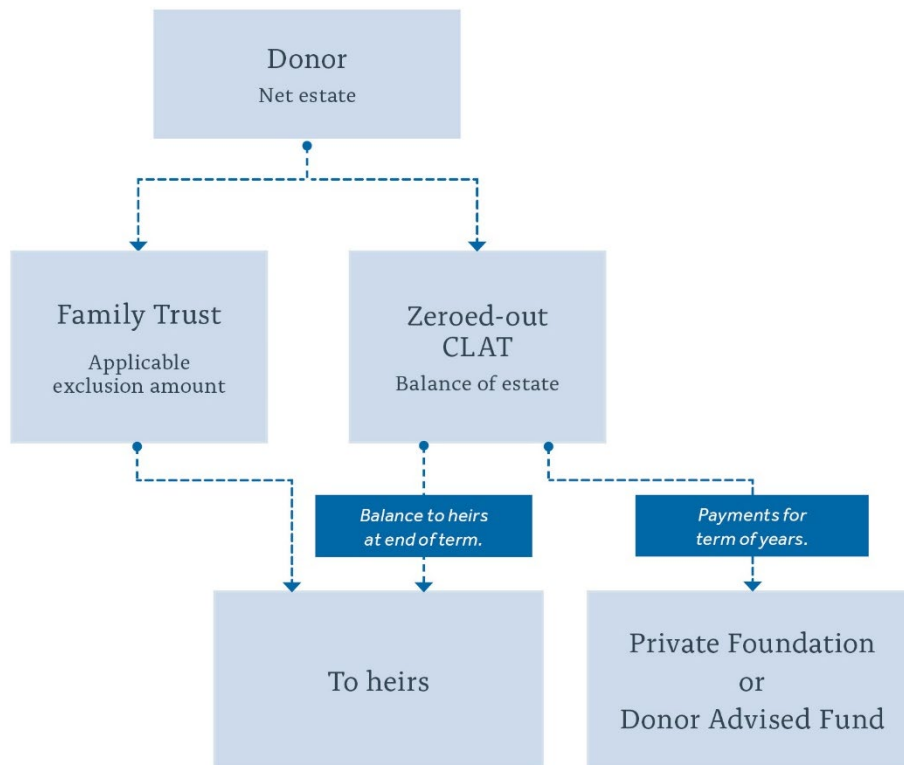 Donor
Net estate
Family Trust
Applicable
exclusion amount
Zeroed-out
CLAT
Balance of estate
Balance to heirs
at end of term.
Payments for
term of years.
To heirs
Private Foundation
or
Donor Advised Fund